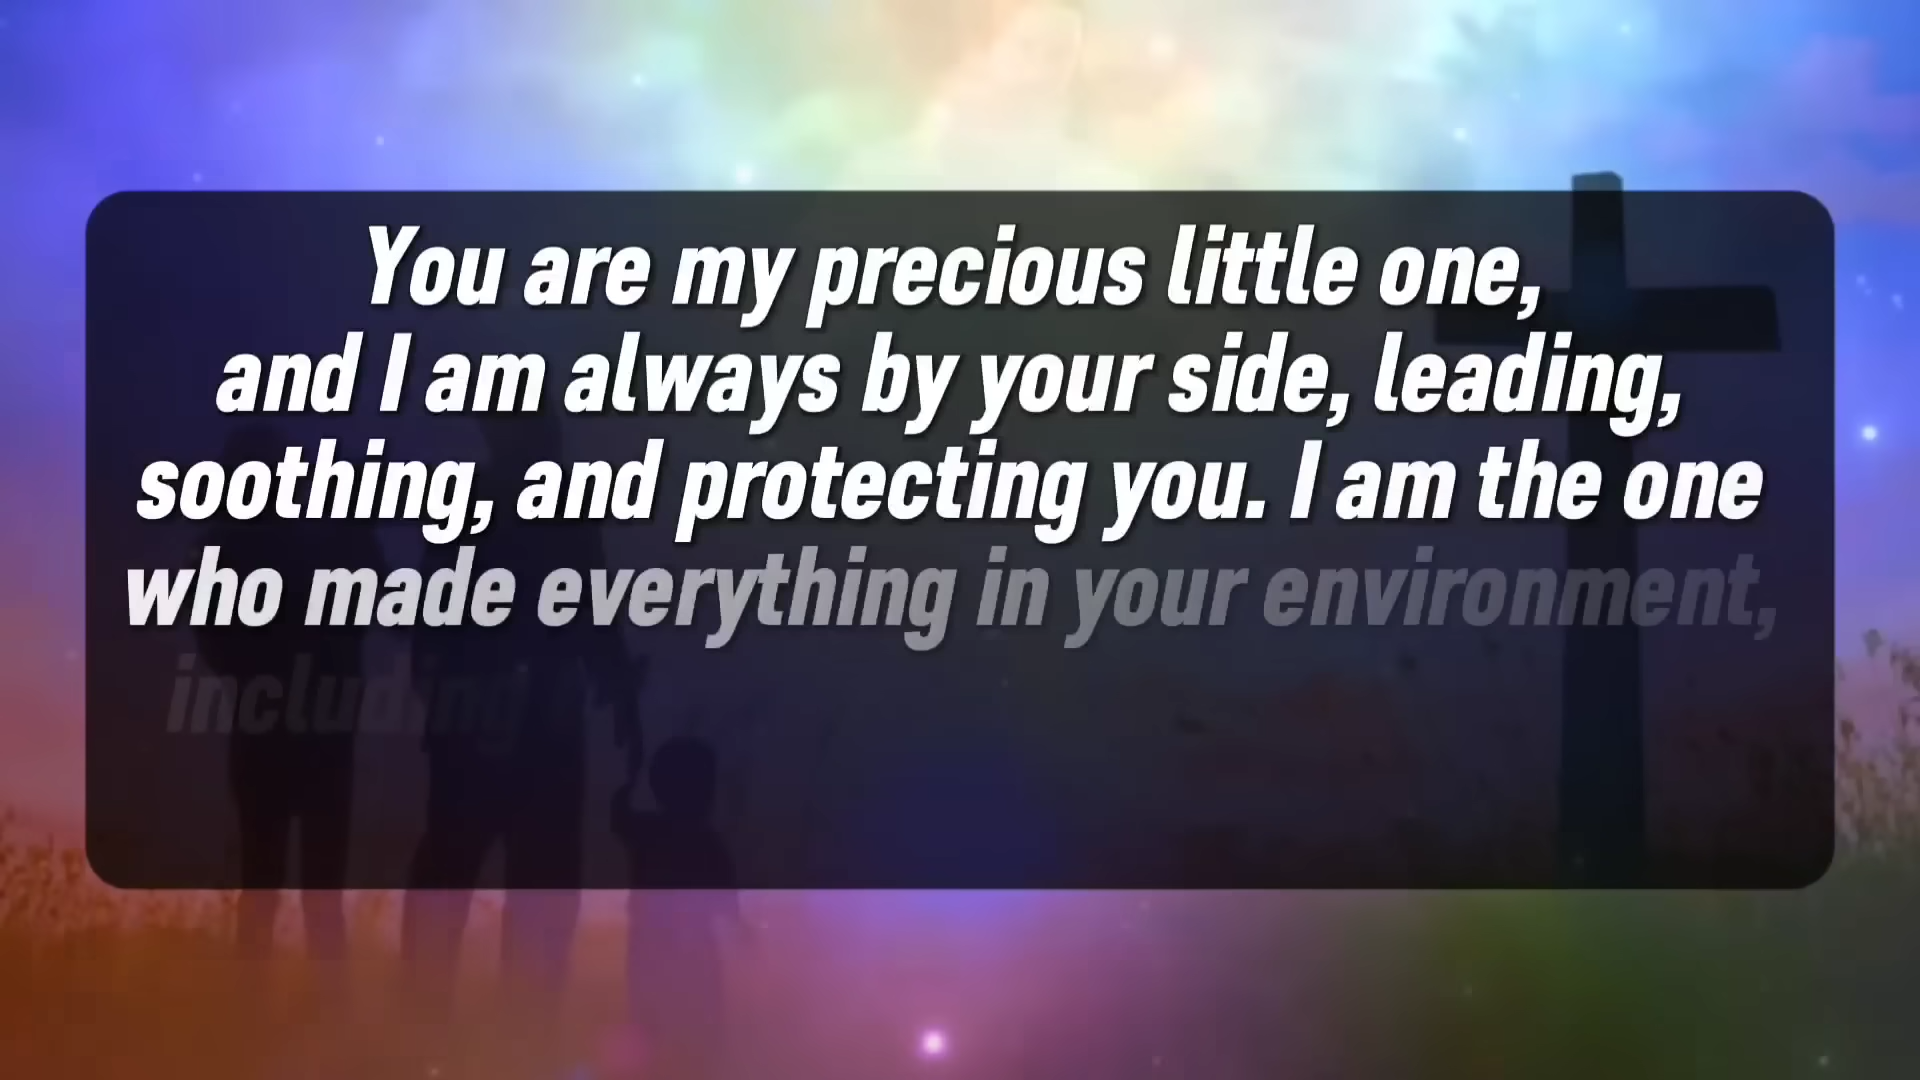 You are my precious little one,
and I am always by your side, leading,
soothing, and protecting you. I am the one
who made everything in your environment,
including